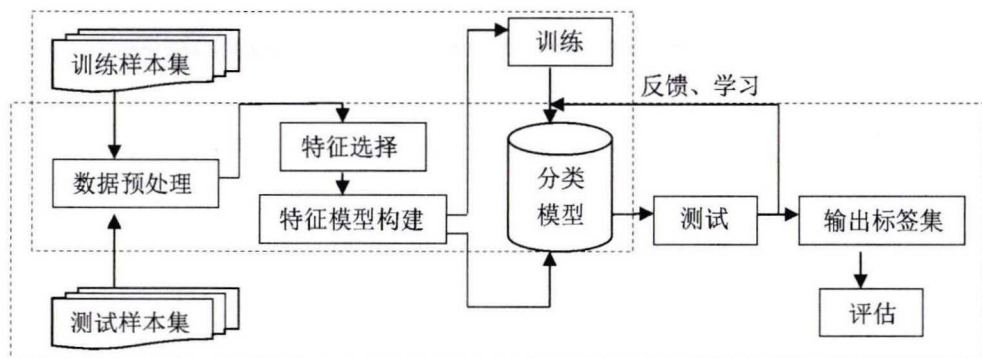 训练样本集
训练
反馈、学习
特征选择
数据预处理
分类
模型
特征模型构建
测试
输出标签集
测试样本集
评估